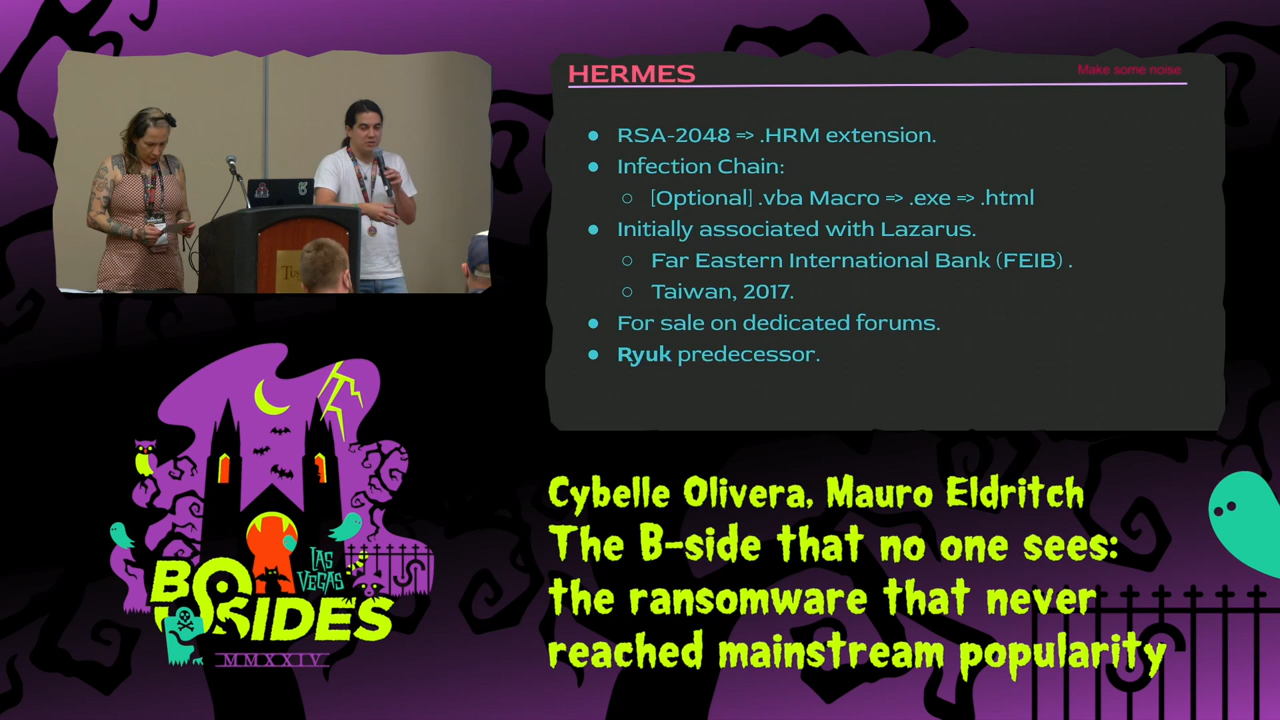 HERMES
Make some noise
RSA-2048 => .HRM extension.
Infection Chain:
[Optional] .vba Macro => .exe => .html
Initially associated with Lazarus.
Far Eastern International Bank (FEIB) .
Taiwan, 2017.
For sale on dedicated forums.
Ryuk predecessor.
Cybelle Olivera, Mauro Eldritch
The B-side that no one sees:
the ransomware that never
reached mainstream popularity
LAS
VEGAS
BSIDES
MMXXIV